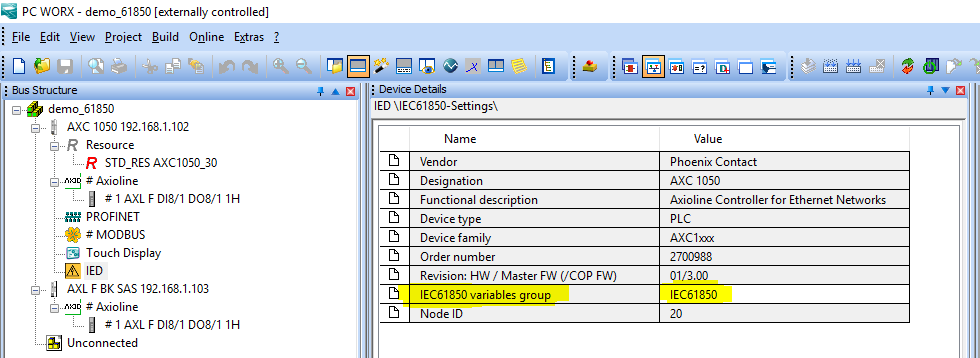 PC WORX - demo_61850 [externally controlled]
File Edit View Project Build Online Extras ?
Bus Structure
demo_61850
AXC 1050 192.168.1.102
Resource
STD_RES AXC1050_30
# Axioline
# 1 AXL F DI8/1 DO8/1 1H
PROFINET
# MODBUS
Touch Display
IED
AXL F BK SAS 192.168.1.103
# Axioline
# 1 AXL F DI8/1 DO8/1 1H
Unconnected
Device Details
IED \IEC61850-Settings\
Name Value
Vendor Phoenix Contact
Designation AXC 1050
Functional description Axioline Controller for Ethernet Networks
Device type PLC
Device family AXC1xxx
Order number 2700988
Revision: HW / Master FW (/COP FW) 01/3.00
IEC61850 variables group IEC61850
Node ID 20